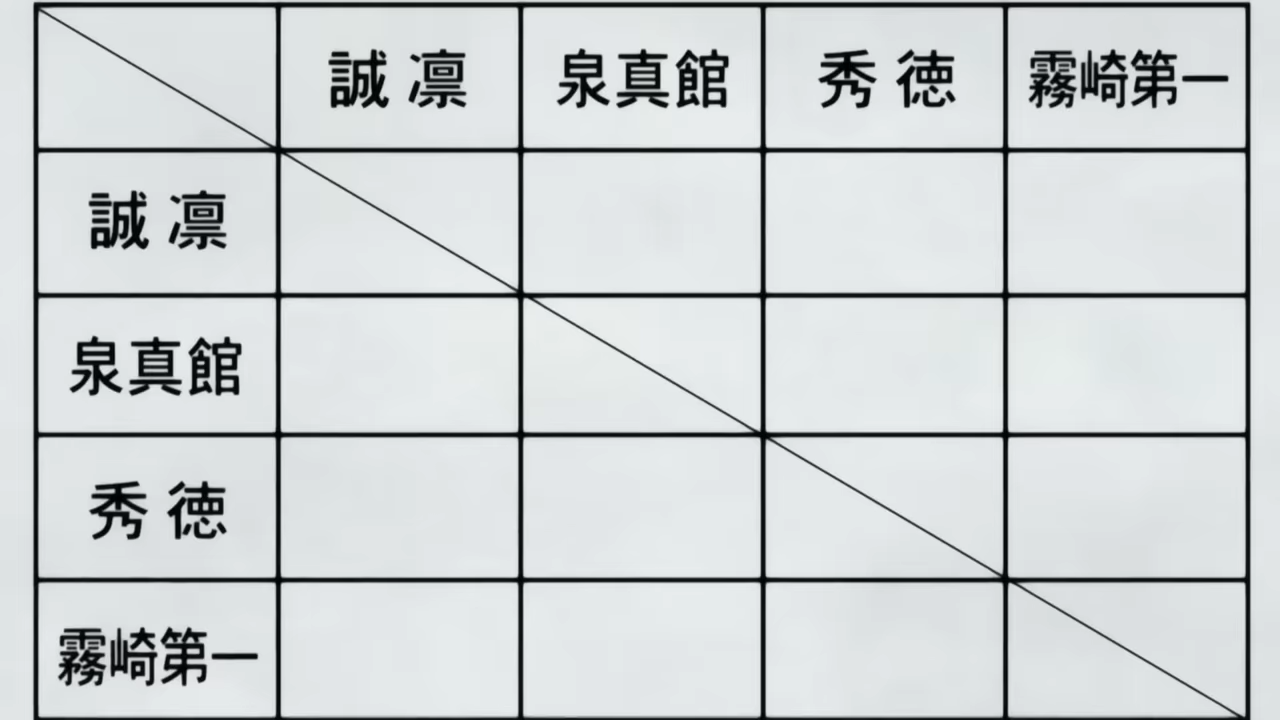 誠凛 泉真館 秀徳 霧崎第一
誠凛
泉真館
秀徳
霧崎第一